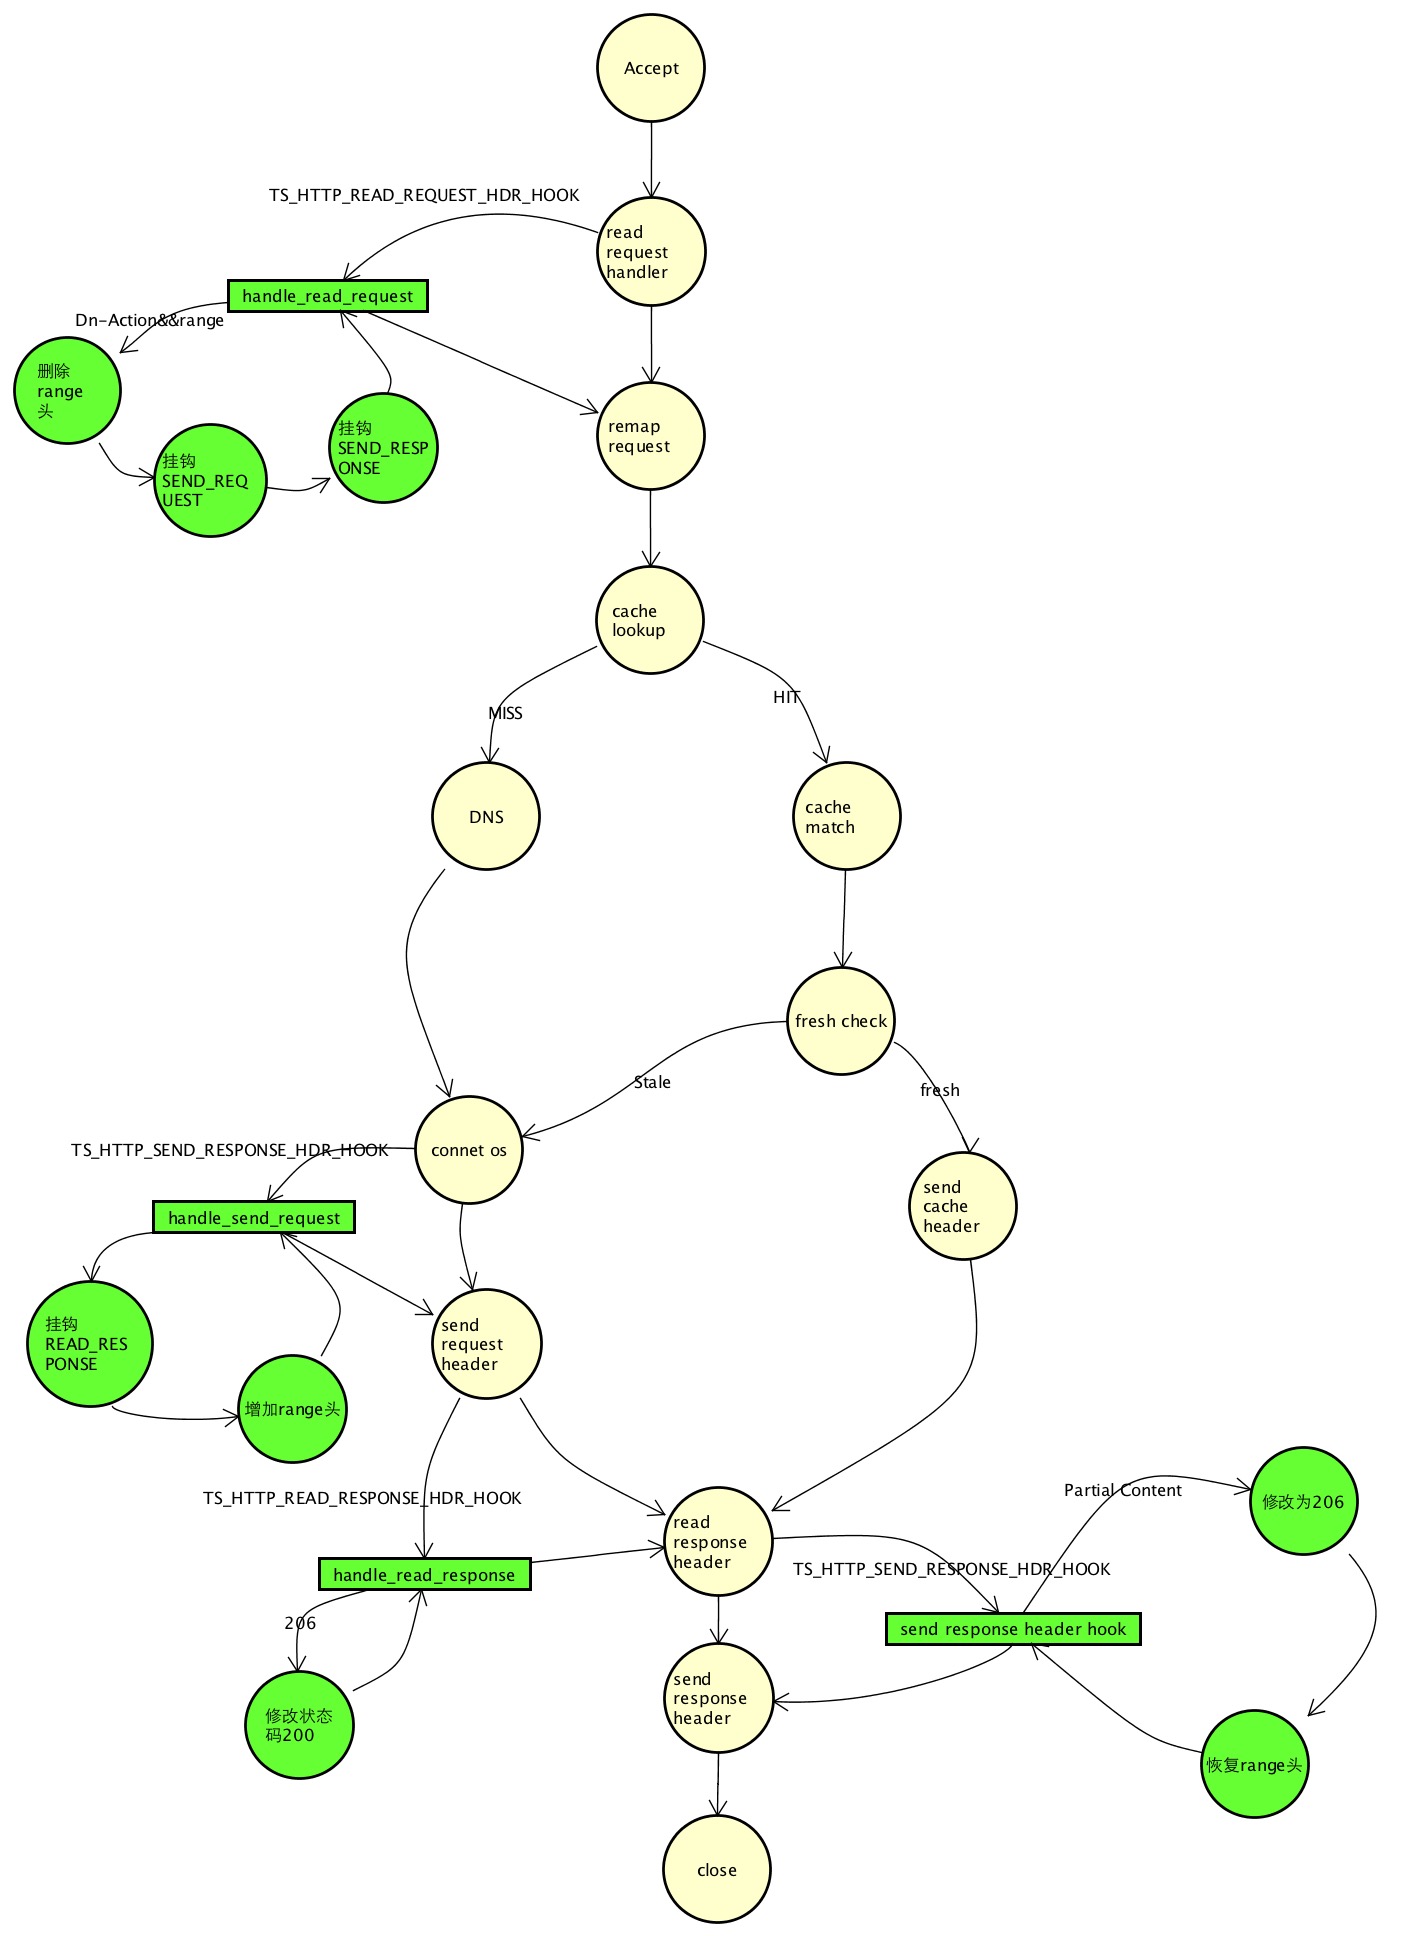 Accept
TS_HTTP_READ_REQUEST_HDR_HOOK
read
request
handler
handle_read_request
Dn-Action&&range
删除
range
头
挂钩
SEND_REQ
UEST
挂钩
SEND_RESP
ONSE
remap
request
cache
lookup
MISS
HIT
DNS
cache
match
fresh check
Stale
fresh
connet os
TS_HTTP_SEND_RESPONSE_HDR_HOOK
handle_send_request
send
cache
header
挂钩
READ_RES
PONSE
增加range头
send
request
header
TS_HTTP_READ_RESPONSE_HDR_HOOK
handle_read_response
206
修改状态
码200
read
response
header
TS_HTTP_SEND_RESPONSE_HDR_HOOK
Partial Content
修改为206
send response header hook
恢复range头
send
response
header
close